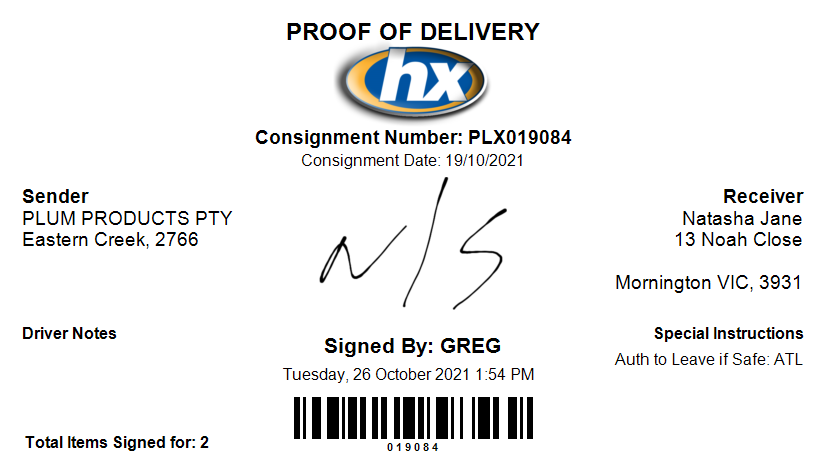 PROOF OF DELIVERY
hx
Consignment Number: PLX019084
Consignment Date: 19/10/2021
Sender
PLUM PRODUCTS PTY
Eastern Creek, 2766
Receiver
Natasha Jane
13 Noah Close
Mornington VIC, 3931
N/S
Driver Notes
Signed By: GREG
Tuesday, 26 October 2021 1:54 PM
Special Instructions
Auth to Leave if Safe: ATL
Total Items Signed for: 2
019084